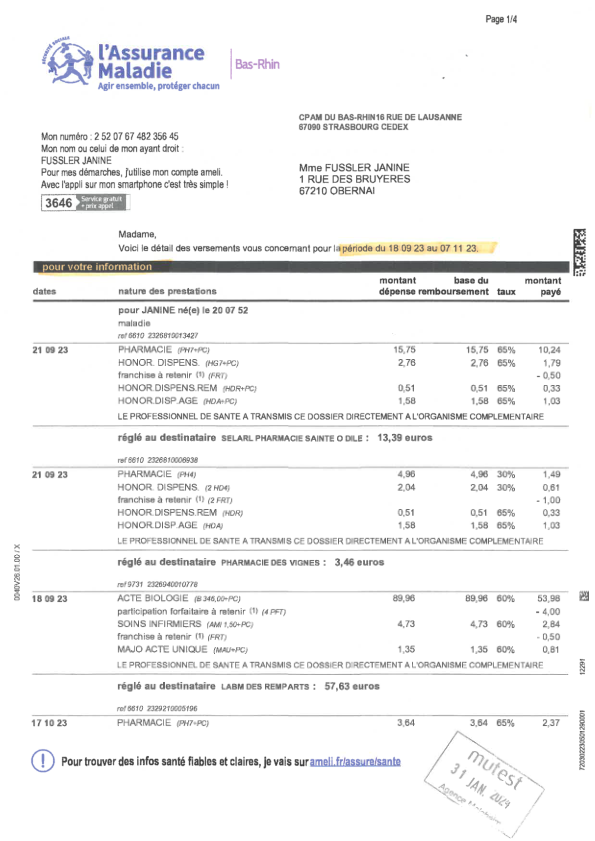 Page 1/4
SÉCURITÉ SOCIALE
l'Assurance
Maladie
Agir ensemble, protéger chacun
Bas-Rhin
CPAM DU BAS-RHIN16 RUE DE LAUSANNE
67090 STRASBOURG CEDEX
Mon numéro : 2 52 07 67 482 356 45
Mon nom ou celui de mon ayant droit :
FUSSLER JANINE
Pour mes démarches, j'utilise mon compte ameli.
Avec l'appli sur mon smartphone c'est très simple !
3646 Service gratuit
+ prix appel
Mme FUSSLER JANINE
1 RUE DES BRUYERES
67210 OBERNAI
Madame,
Voici le détail des versements vous concernant pour la période du 18 09 23 au 07 11 23.
pour votre information
dates nature des prestations montant dépense base du remboursement taux montant payé
pour JANINE né(e) le 20 07 52
maladie
ref 6610 2326810013427
21 09 23 PHARMACIE (PH7+PC) 15,75 15,75 65% 10,24
HONOR. DISPENS. (HG7+PC) 2,76 2,76 65% 1,79
franchise à retenir (1) (FRT) - 0,50
HONOR.DISPENS.REM (HDR+PC) 0,51 0,51 65% 0,33
HONOR.DISP.AGE (HDA+PC) 1,58 1,58 65% 1,03
LE PROFESSIONNEL DE SANTE A TRANSMIS CE DOSSIER DIRECTEMENT A L'ORGANISME COMPLEMENTAIRE
réglé au destinataire SELARL PHARMACIE SAINTE O DILE : 13,39 euros
ref 6610 2326810006938
21 09 23 PHARMACIE (PH4) 4,96 4,96 30% 1,49
HONOR. DISPENS. (2 HD4) 2,04 2,04 30% 0,61
franchise à retenir (1) (2 FRT) - 1,00
HONOR.DISPENS.REM (HDR) 0,51 0,51 65% 0,33
HONOR.DISP.AGE (HDA) 1,58 1,58 65% 1,03
LE PROFESSIONNEL DE SANTE A TRANSMIS CE DOSSIER DIRECTEMENT A L'ORGANISME COMPLEMENTAIRE
réglé au destinataire PHARMACIE DES VIGNES : 3,46 euros
ref 9731 2326940010778
18 09 23 ACTE BIOLOGIE (B 346,00+PC) 89,96 89,96 60% 53,98
participation forfaitaire à retenir (1) (4 PFT) - 4,00
SOINS INFIRMIERS (AMI 1,50+PC) 4,73 4,73 60% 2,84
franchise à retenir (1) (FRT) - 0,50
MAJO ACTE UNIQUE (MAU+PC) 1,35 1,35 60% 0,81
LE PROFESSIONNEL DE SANTE A TRANSMIS CE DOSSIER DIRECTEMENT A L'ORGANISME COMPLEMENTAIRE
réglé au destinataire LABM DES REMPARTS : 57,63 euros
ref 6610 2329210005196
17 10 23 PHARMACIE (PH7+PC) 3,64 3,64 65% 2,37
Pour trouver des infos santé fiables et claires, je vais sur ameli.fr/assure/sante
mutest
31 JAN. 2024
12291